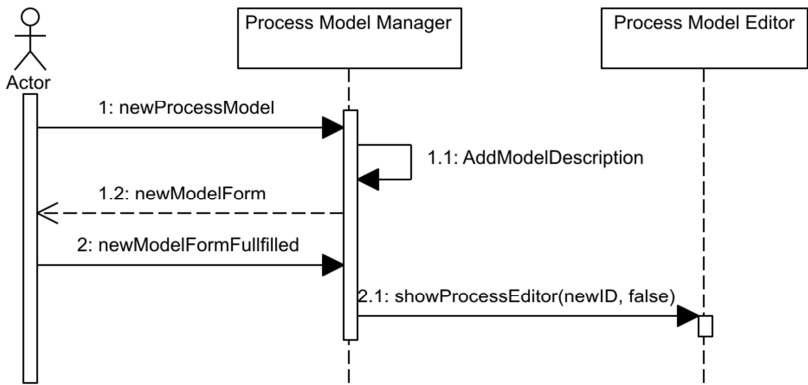 Process Model Manager
Process Model Editor
Actor
1: newProcessModel
1.1: AddModelDescription
1.2: newModelForm
2: newModelFormFullfilled
2.1: showProcessEditor(newID, false)